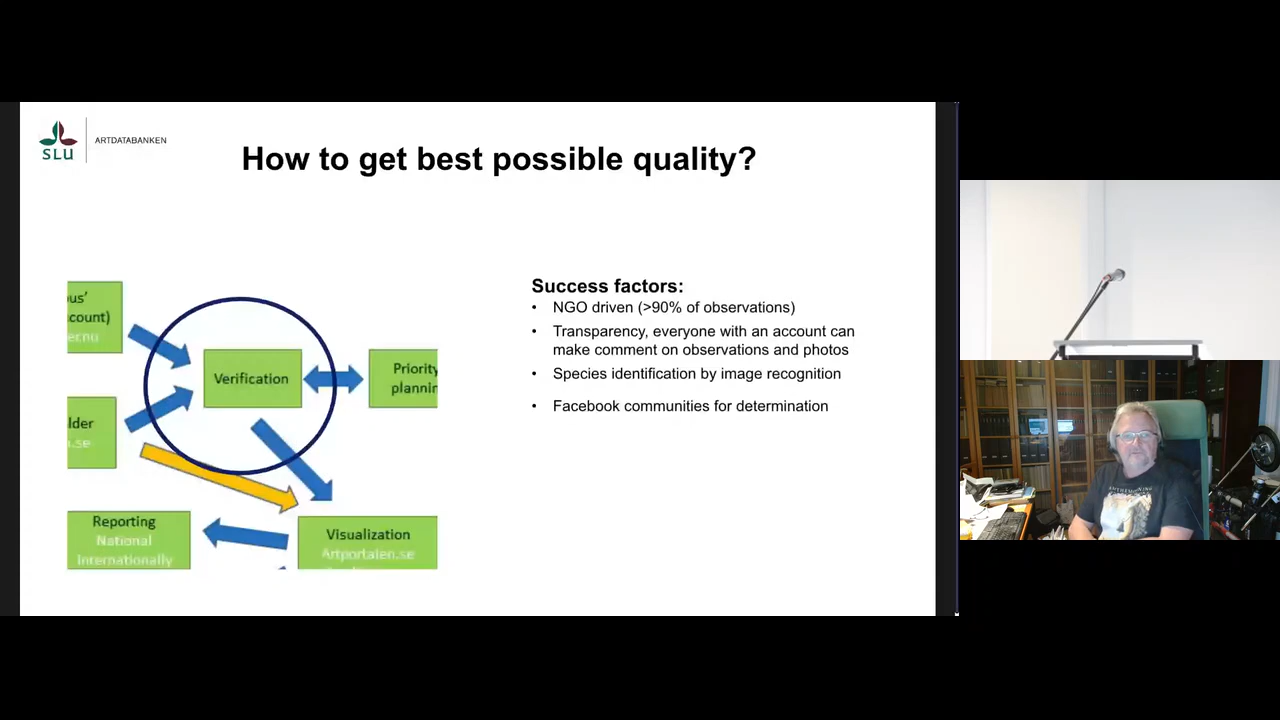 SLU
ARTDATABANKEN
How to get best possible quality?
count)
Verification
Priority
Reporting
National
Internationally
Visualization
Artportalen.se
Success factors:
• NGO driven (>90% of observations)
• Transparency, everyone with an account can
make comment on observations and photos
• Species identification by image recognition
• Facebook communities for determination